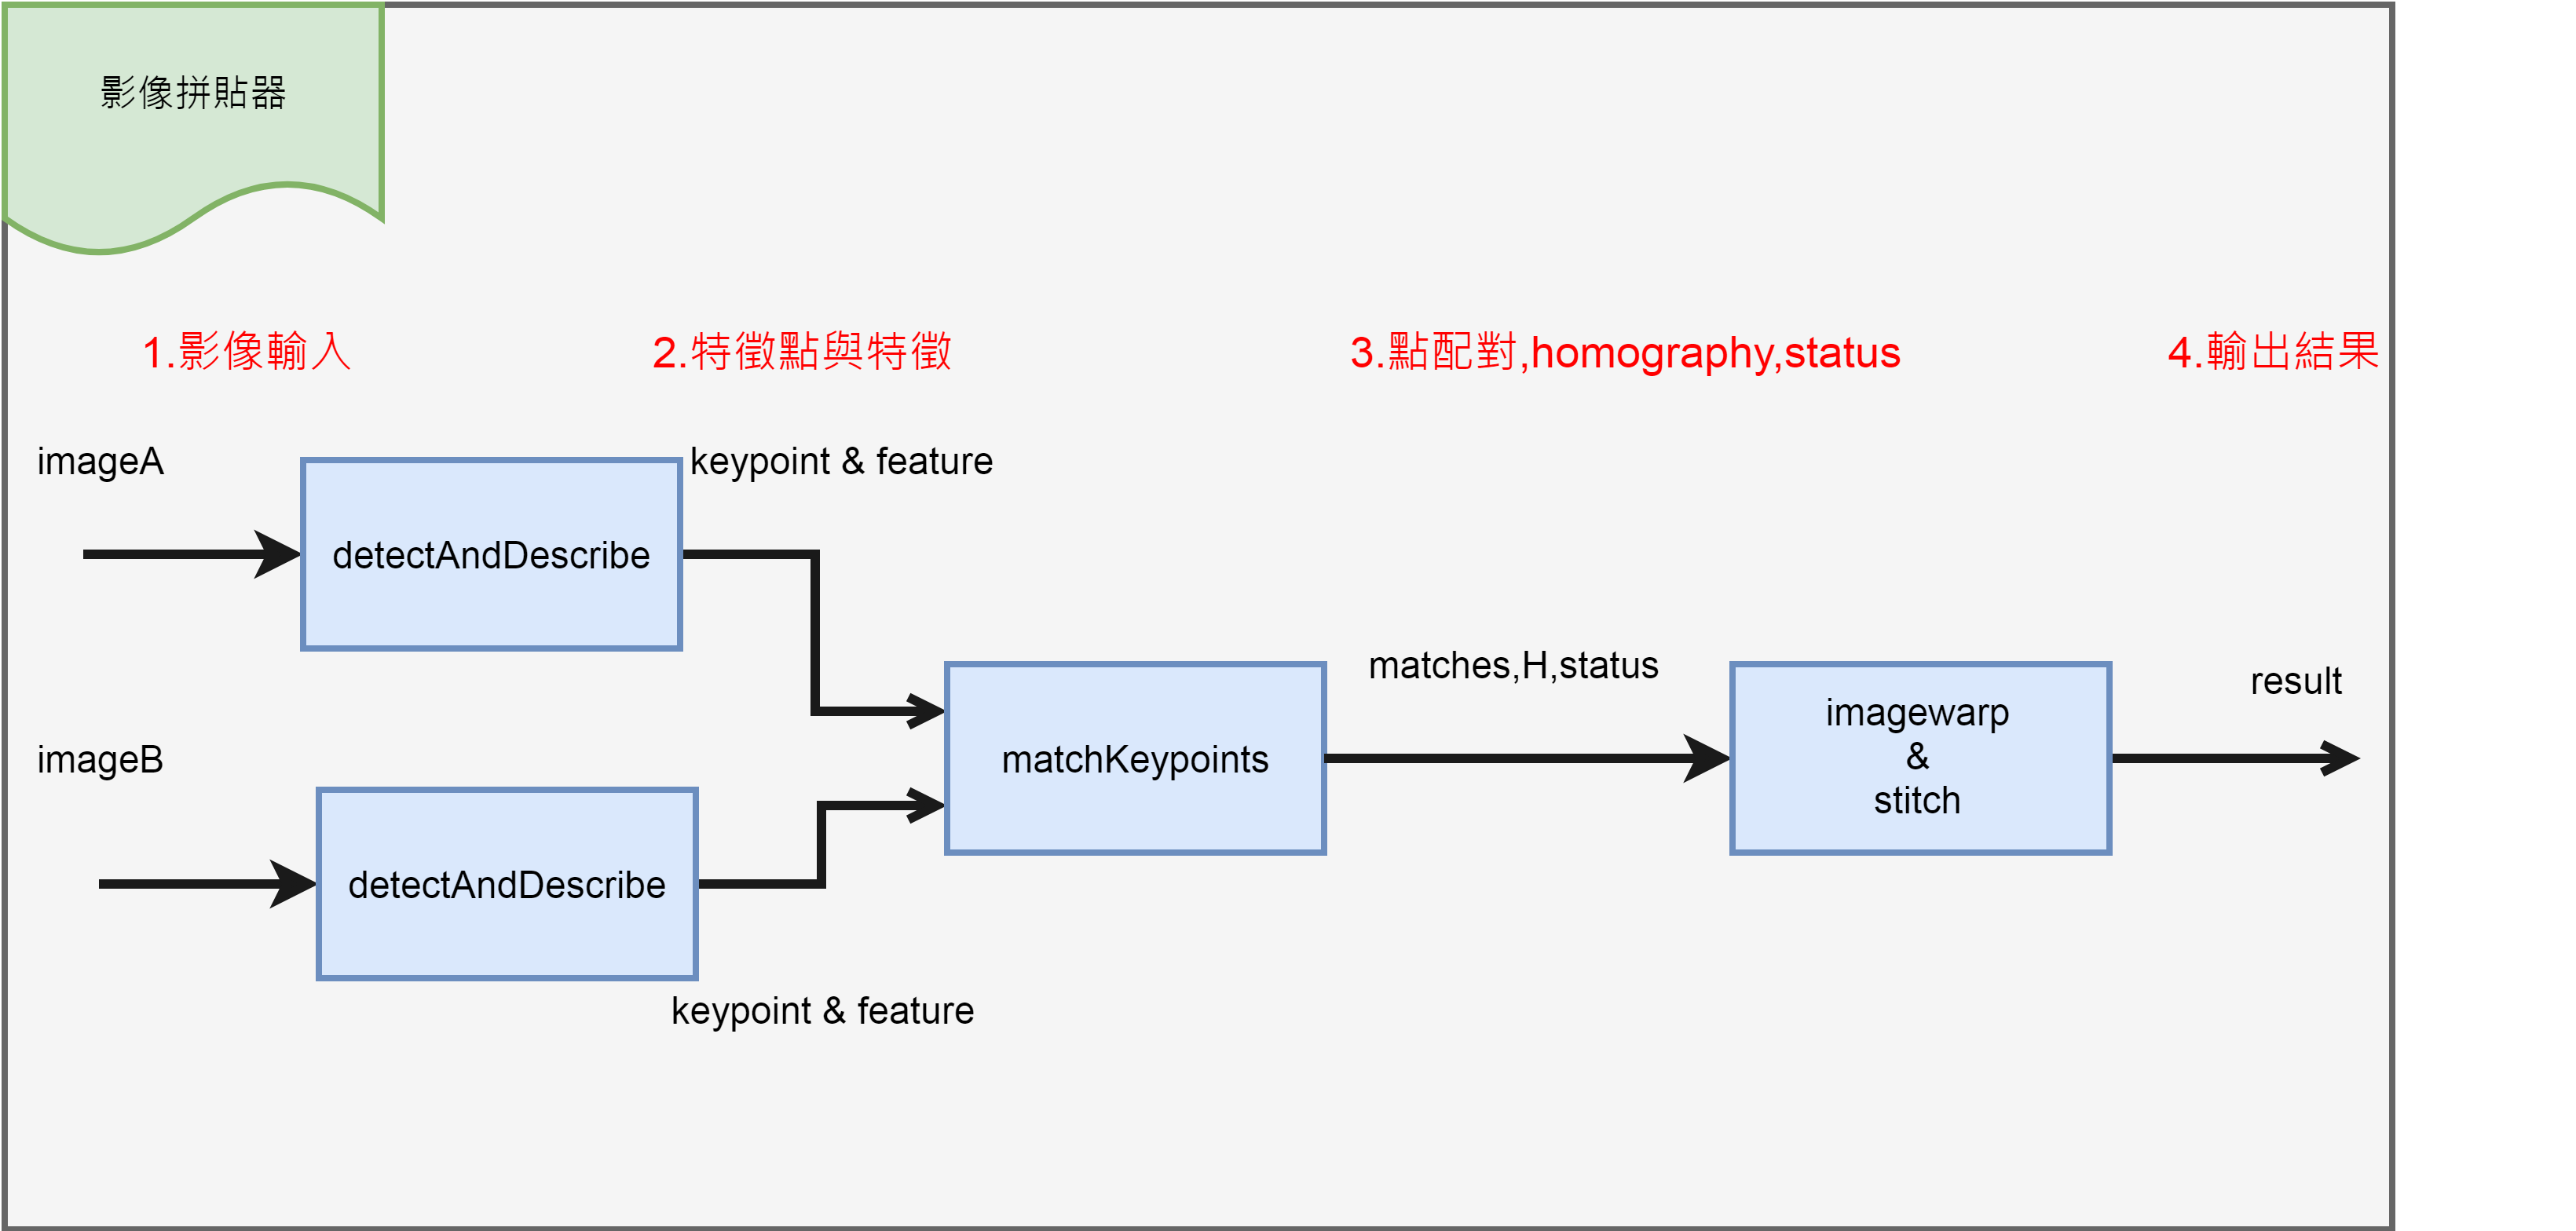 影像拼貼器
1.影像輸入
2.特徵點與特徵
3.點配對,homography,status
4.輸出結果
imageA
keypoint & feature
detectAndDescribe
matches,H,status
result
imageB
matchKeypoints
imagewarp
&
stitch
detectAndDescribe
keypoint & feature